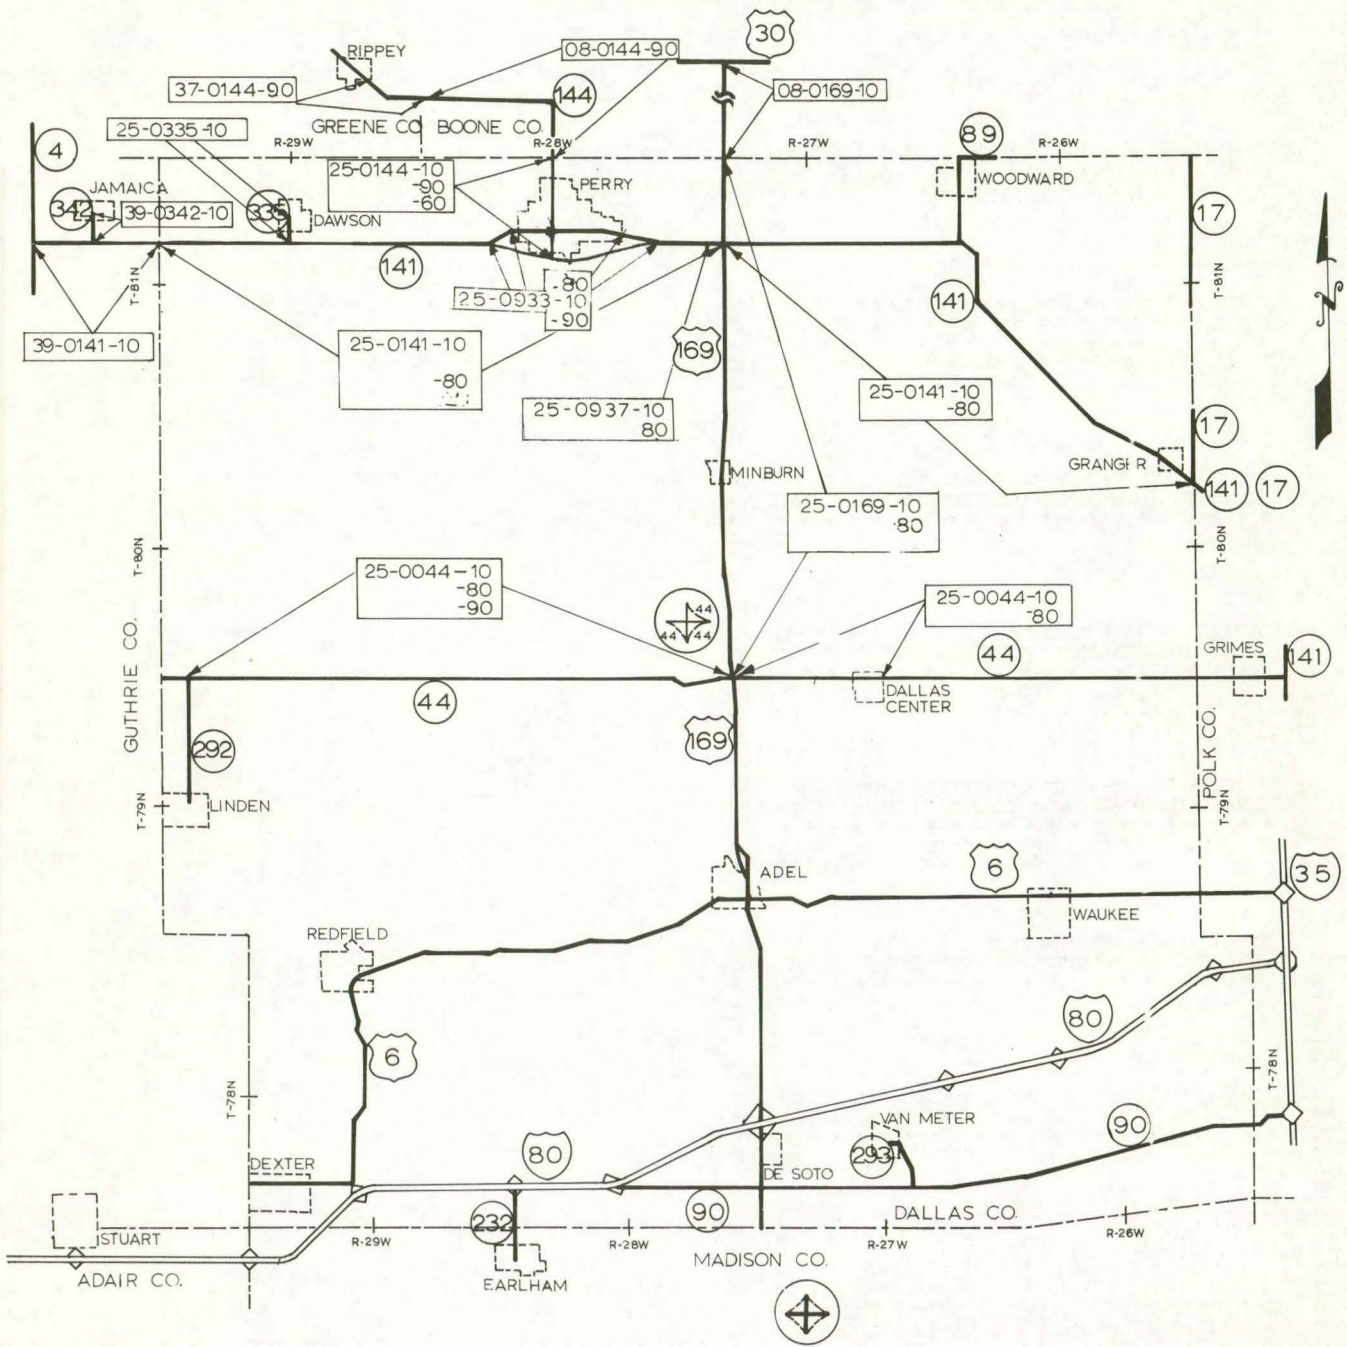 30
RIPPEY
08-0144-90
37-0144-90
144
08-0169-10
GREENE CO.
BOONE CO.
25-0335-10
4
R-29W
R-28W
R-27W
89
R-26W
25-0144-10
-90
-60
PERRY
WOODWARD
JAMAICA
342
39-0342-10
335
DAWSON
17
141
T-81N
T-81N
-80
25-0933-10
-90
141
39-0141-10
25-0141-10
-80
169
25-0141-10
-80
25-0937-10
80
17
GRANGER
MINBURN
141
17
25-0169-10
80
T-80N
T-80N
25-0044-10
-80
-90
25-0044-10
-80
44
44
44
GUTHRIE CO.
44
GRIMES
141
44
DALLAS
CENTER
292
169
POLK CO.
LINDEN
T-79N
T-79N
ADEL
6
35
WAUKEE
REDFIELD
80
6
T-78N
T-78N
VAN METER
90
80
293
DEXTER
DE SOTO
232
90
DALLAS CO.
STUART
R-29W
R-28W
R-27W
R-26W
MADISON CO.
ADAIR CO.
EARLHAM